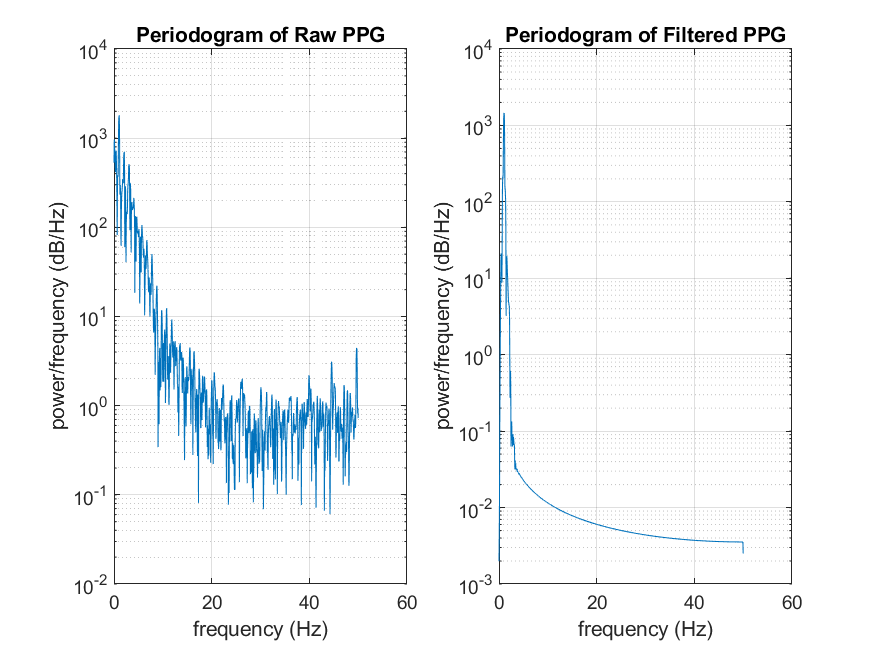 Periodogram of Raw PPG
10^4
10^3
10^2
10^1
10^0
10^-1
10^-2
power/frequency (dB/Hz)
0 20 40 60
frequency (Hz)
Periodogram of Filtered PPG
10^4
10^3
10^2
10^1
10^0
10^-1
10^-2
10^-3
power/frequency (dB/Hz)
0 20 40 60
frequency (Hz)